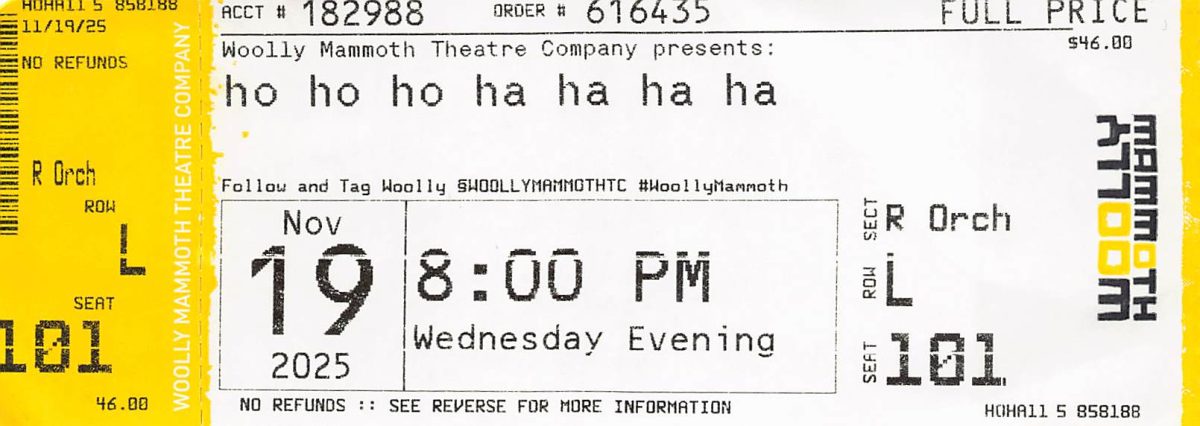 HOHA11 5 858188
11/19/25
NO REFUNDS
R Orch
ROW
L
SEAT
101
46.00
WOOLLY MAMMOTH THEATRE COMPANY
ACCT # 182988 ORDER # 616435 FULL PRICE
$46.00
Woolly Mammoth Theatre Company presents:
ho ho ho ha ha ha ha
Follow and Tag Woolly @WOOLLYMAMMOTHTC #WoollyMammoth
Nov
19
2025
8:00 PM
Wednesday Evening
SECT R Orch
ROW L
SEAT 101
WOOLLY
MAMMOTH
NO REFUNDS :: SEE REVERSE FOR MORE INFORMATION
HOHA11 5 858188